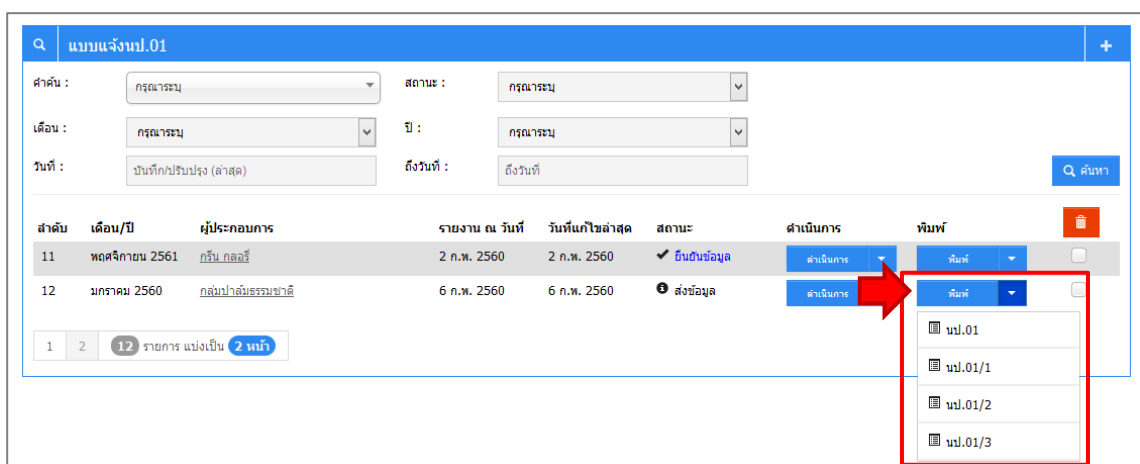 แบบแจ้งนป.01
คำค้น : กรุณาระบุ สถานะ : กรุณาระบุ
เดือน : กรุณาระบุ ปี : กรุณาระบุ
วันที่ : บันทึก/ปรับปรุง (ล่าสุด) ถึงวันที่ : ถึงวันที่ ค้นหา
ลำดับ เดือน/ปี ผู้ประกอบการ รายงาน ณ วันที่ วันที่แก้ไขล่าสุด สถานะ ดำเนินการ พิมพ์
11 พฤศจิกายน 2561 กรีน กลอรี่ 2 ก.พ. 2560 2 ก.พ. 2560 ยืนยันข้อมูล ดำเนินการ พิมพ์
12 มกราคม 2560 กลุ่มปาล์มธรรมชาติ 6 ก.พ. 2560 6 ก.พ. 2560 ส่งข้อมูล ดำเนินการ พิมพ์
นป.01
1 2 12 รายการ แบ่งเป็น 2 หน้า
นป.01/1
นป.01/2
นป.01/3